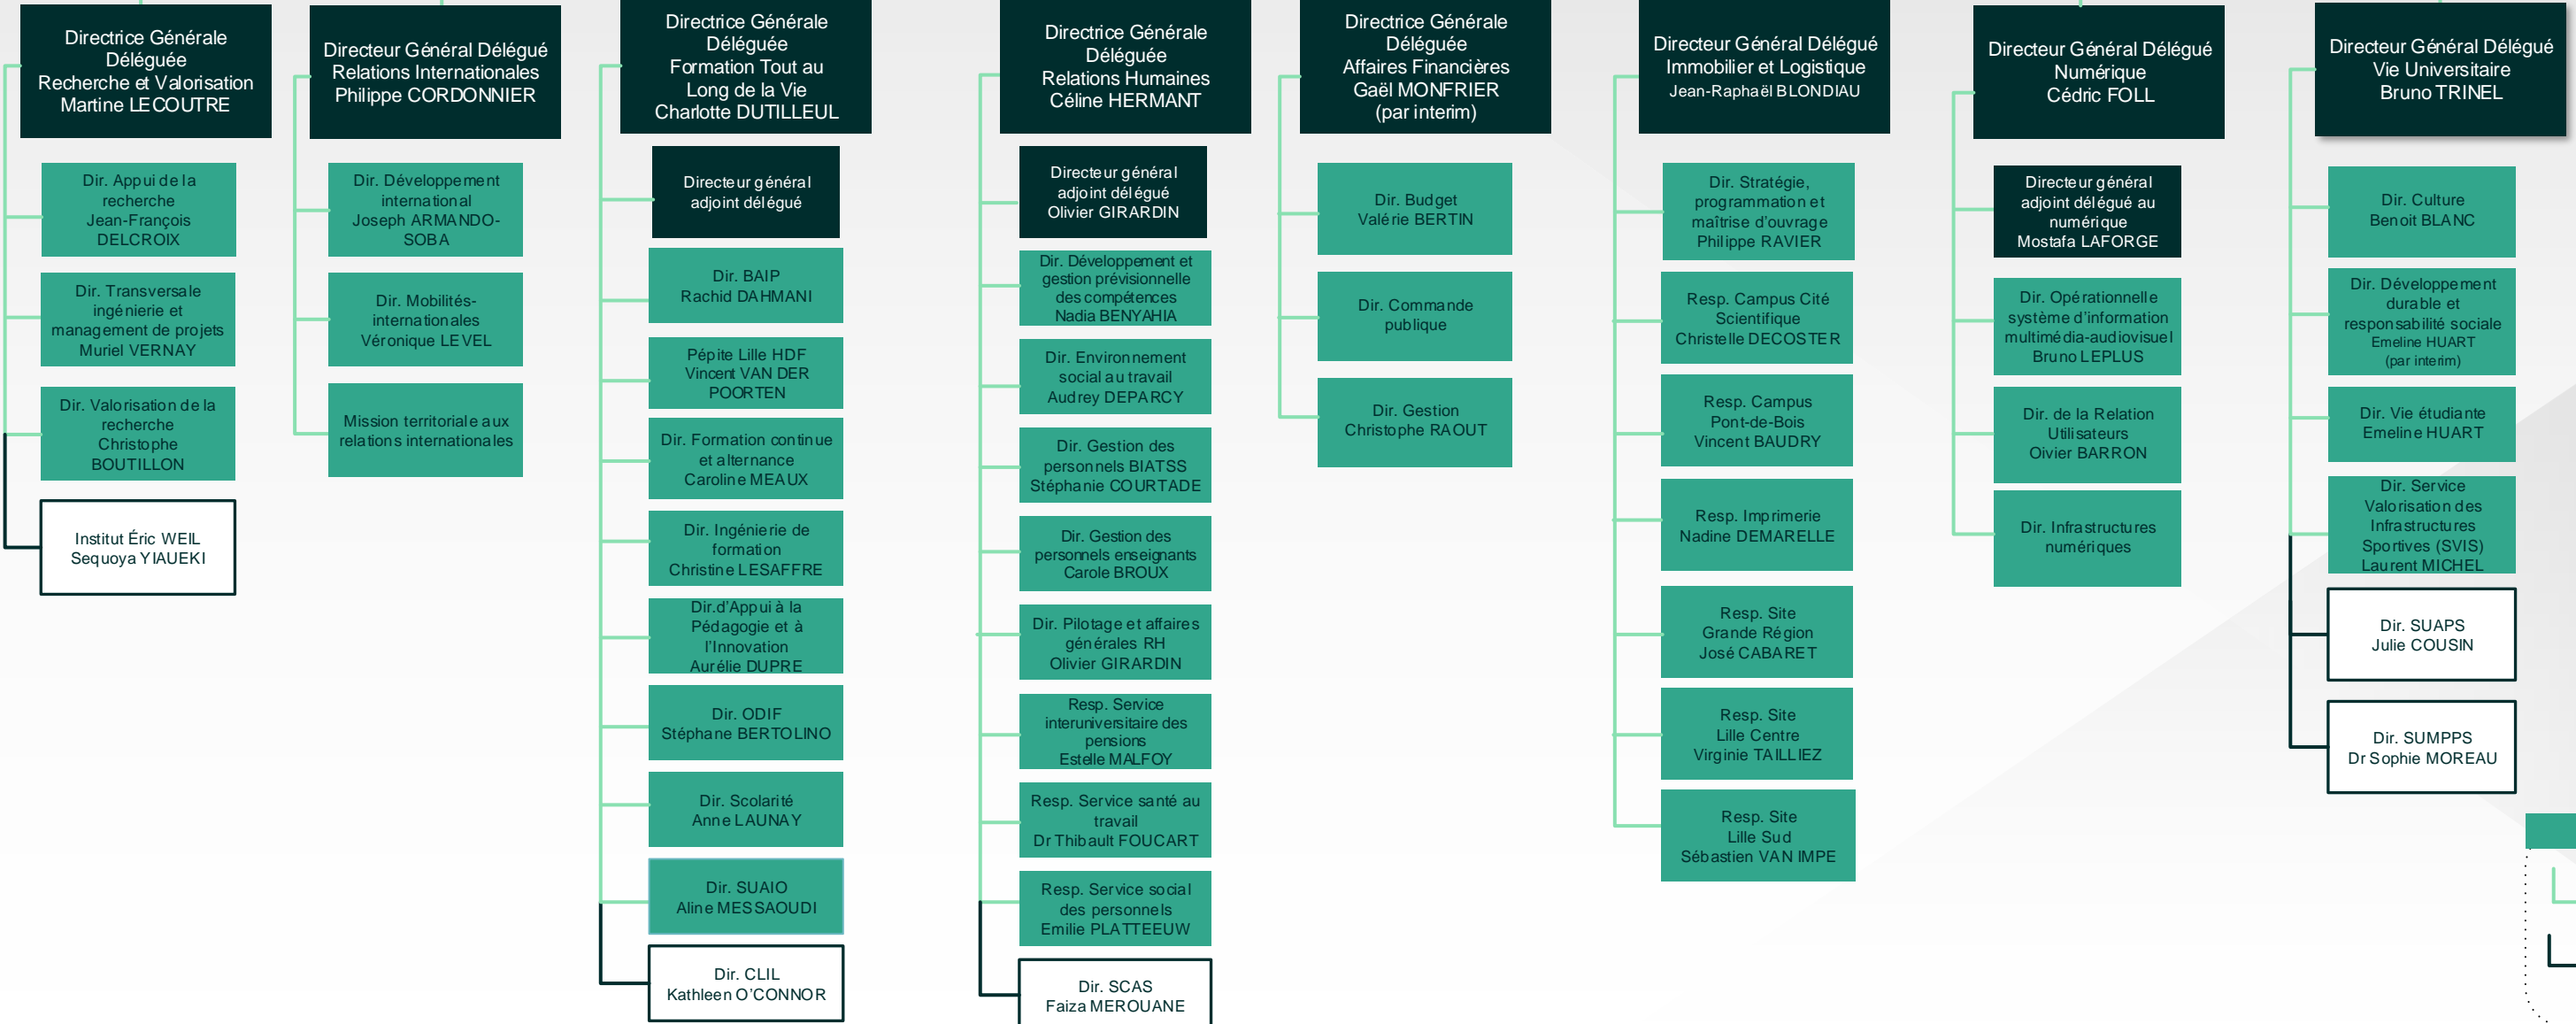 Directrice Générale
Déléguée
Recherche et Valorisation
Martine LECOUTRE
Dir. Appui de la
recherche
Jean-François
DELCROIX
Dir. Transversale
ingénierie et
management de projets
Muriel VERNAY
Dir. Valorisation de la
recherche
Christophe
BOUTILLON
Institut Éric WEIL
Sequoya YIAUEKI
Directeur Général Délégué
Relations Internationales
Philippe CORDONNIER
Dir. Développement
international
Joseph ARMANDO-
SOBA
Dir. Mobilités-
internationales
Véronique LEVEL
Mission territoriale aux
relations internationales
Directrice Générale
Déléguée
Formation Tout au
Long de la Vie
Charlotte DUTILLEUL
Directeur général
adjoint délégué
Dir. BAIP
Rachid DAHMANI
Pépite Lille HDF
Vincent VAN DER
POORTEN
Dir. Formation continue
et alternance
Caroline MEAUX
Dir. Ingénierie de
formation
Christine LESAFFRE
Dir.d’Appui à la
Pédagogie et à
l’Innovation
Aurélie DUPRE
Dir. ODIF
Stéphane BERTOLINO
Dir. Scolarité
Anne LAUNAY
Dir. SUAIO
Aline MESSAOUDI
Dir. CLIL
Kathleen O’CONNOR
Directrice Générale
Déléguée
Relations Humaines
Céline HERMANT
Directeur général
adjoint délégué
Olivier GIRARDIN
Dir. Développement et
gestion prévisionnelle
des compétences
Nadia BENYAHIA
Dir. Environnement
social au travail
Audrey DEPARCY
Dir. Gestion des
personnels BIATSS
Stéphanie COURTADE
Dir. Gestion des
personnels enseignants
Carole BROUX
Dir. Pilotage et affaires
générales RH
Olivier GIRARDIN
Resp. Service
interuniversitaire des
pensions
Estelle MALFOY
Resp. Service santé au
travail
Dr Thibault FOUCART
Resp. Service social
des personnels
Emilie PLATTEEUW
Dir. SCAS
Faiza MEROUANE
Directrice Générale
Déléguée
Affaires Financières
Gaël MONFRIER
(par interim)
Dir. Budget
Valérie BERTIN
Dir. Commande
publique
Dir. Gestion
Christophe RAOUT
Directeur Général Délégué
Immobilier et Logistique
Jean-Raphaël BLONDIAU
Dir. Stratégie,
programmation et
maîtrise d’ouvrage
Philippe RAVIER
Resp. Campus Cité
Scientifique
Christelle DECOSTER
Resp. Campus
Pont-de-Bois
Vincent BAUDRY
Resp. Imprimerie
Nadine DEMARELLE
Resp. Site
Grande Région
José CABARET
Resp. Site
Lille Centre
Virginie TAILLIEZ
Resp. Site
Lille Sud
Sébastien VAN IMPE
Directeur Général Délégué
Numérique
Cédric FOLL
Directeur général
adjoint délégué au
numérique
Mostafa LAFORGE
Dir. Opérationnelle
système d’information
multimédia-audiovisuel
Bruno LEPLUS
Dir. de la Relation
Utilisateurs
Oivier BARRON
Dir. Infrastructures
numériques
Directeur Général Délégué
Vie Universitaire
Bruno TRINEL
Dir. Culture
Benoit BLANC
Dir. Développement
durable et
responsabilité sociale
Emeline HUART
(par interim)
Dir. Vie étudiante
Emeline HUART
Dir. Service
Valorisation des
Infrastructures
Sportives (SVIS)
Laurent MICHEL
Dir. SUAPS
Julie COUSIN
Dir. SUMPPS
Dr Sophie MOREAU